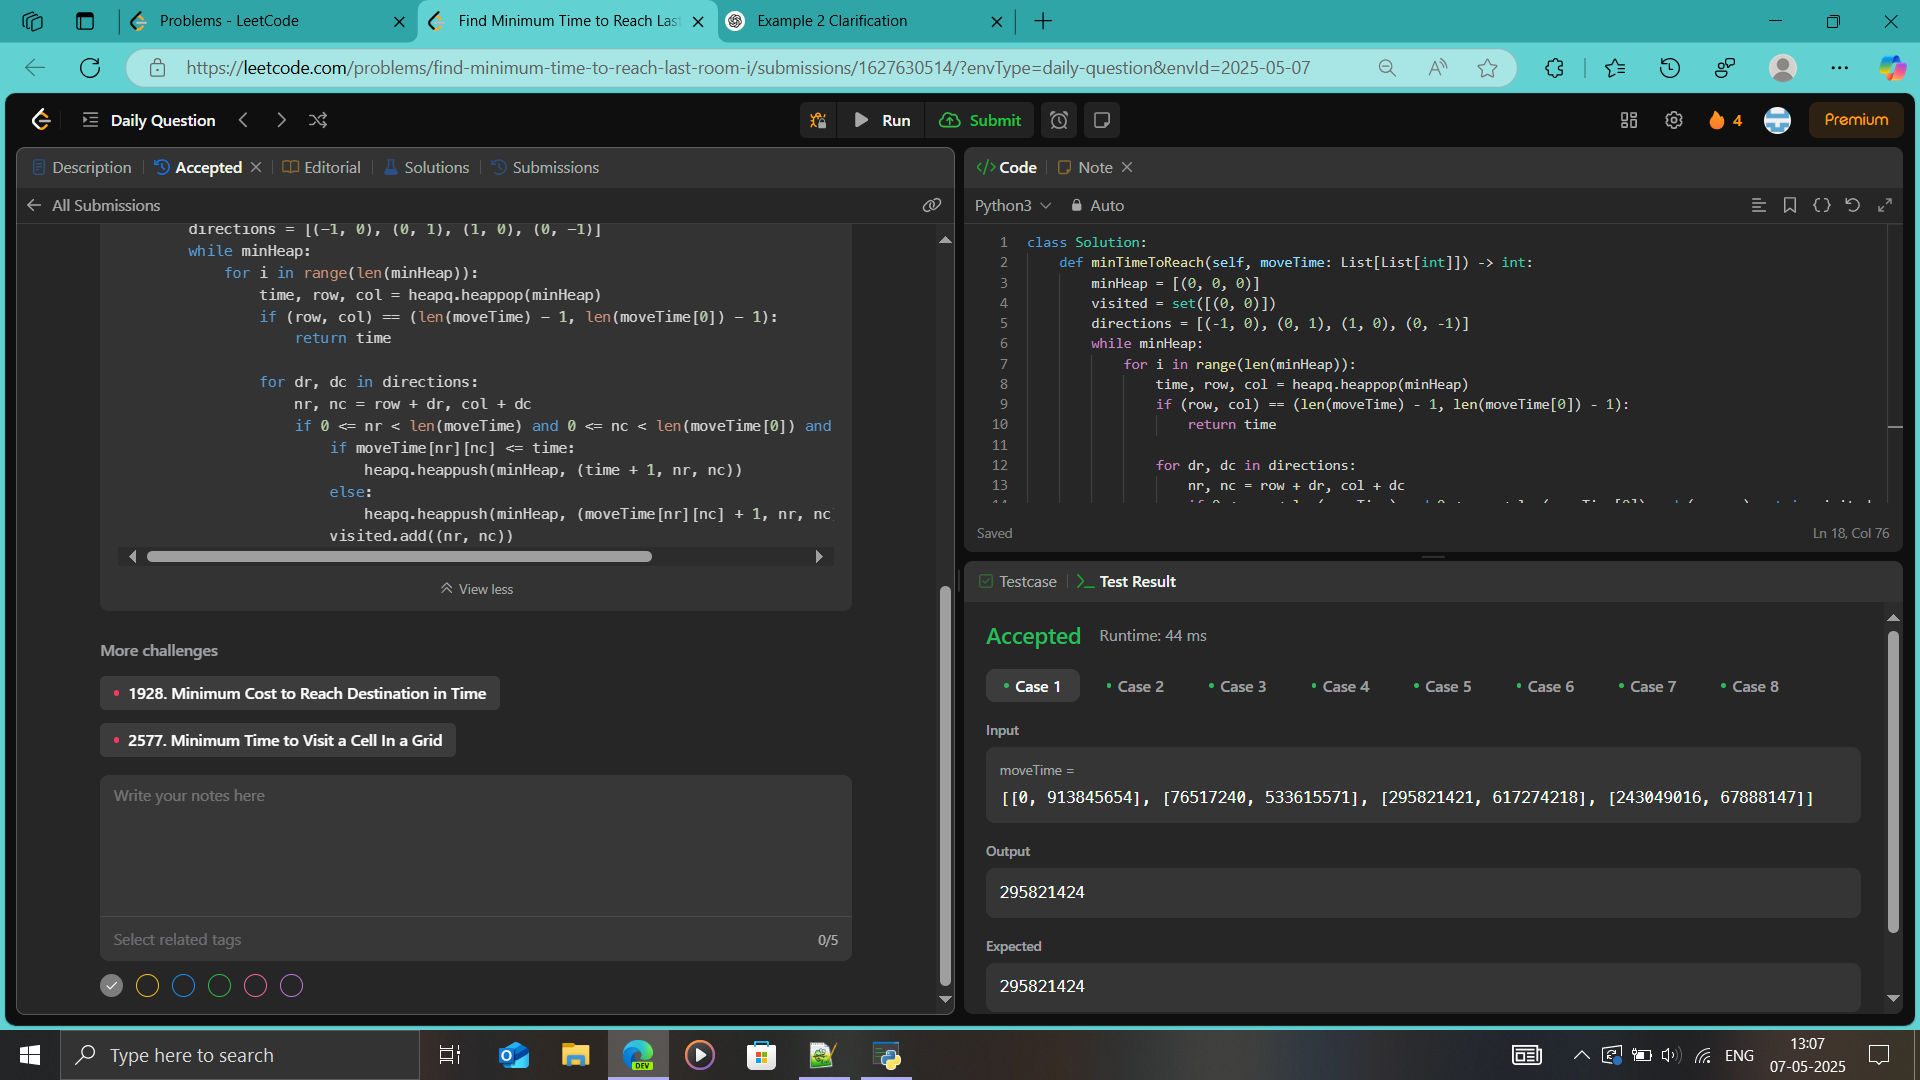 Problems - LeetCode
Find Minimum Time to Reach Las
Example 2 Clarification
https://leetcode.com/problems/find-minimum-time-to-reach-last-room-i/submissions/1627630514/?envType=daily-question&envId=2025-05-07
Daily Question
Run
Submit
4
Premium
Description
Accepted
Editorial
Solutions
Submissions
All Submissions
directions = [(-1, 0), (0, 1), (1, 0), (0, -1)]
while minHeap:
for i in range(len(minHeap)):
time, row, col = heapq.heappop(minHeap)
if (row, col) == (len(moveTime) - 1, len(moveTime[0]) - 1):
return time
for dr, dc in directions:
nr, nc = row + dr, col + dc
if 0 <= nr < len(moveTime) and 0 <= nc < len(moveTime[0]) and
if moveTime[nr][nc] <= time:
heapq.heappush(minHeap, (time + 1, nr, nc))
else:
heapq.heappush(minHeap, (moveTime[nr][nc] + 1, nr, nc
visited.add((nr, nc))
View less
More challenges
1928. Minimum Cost to Reach Destination in Time
2577. Minimum Time to Visit a Cell In a Grid
Write your notes here
Select related tags
0/5
Code
Note
Python3
Auto
1 class Solution:
2 def minTimeToReach(self, moveTime: List[List[int]]) -> int:
3 minHeap = [(0, 0, 0)]
4 visited = set([(0, 0)])
5 directions = [(-1, 0), (0, 1), (1, 0), (0, -1)]
6 while minHeap:
7 for i in range(len(minHeap)):
8 time, row, col = heapq.heappop(minHeap)
9 if (row, col) == (len(moveTime) - 1, len(moveTime[0]) - 1):
10 return time
11
12 for dr, dc in directions:
13 nr, nc = row + dr, col + dc
Saved
Ln 18, Col 76
Testcase
Test Result
Accepted
Runtime: 44 ms
Case 1
Case 2
Case 3
Case 4
Case 5
Case 6
Case 7
Case 8
Input
moveTime =
[[0, 913845654], [76517240, 533615571], [295821421, 617274218], [243049016, 67888147]]
Output
295821424
Expected
295821424
Type here to search
DEV
ENG
13:07
07-05-2025